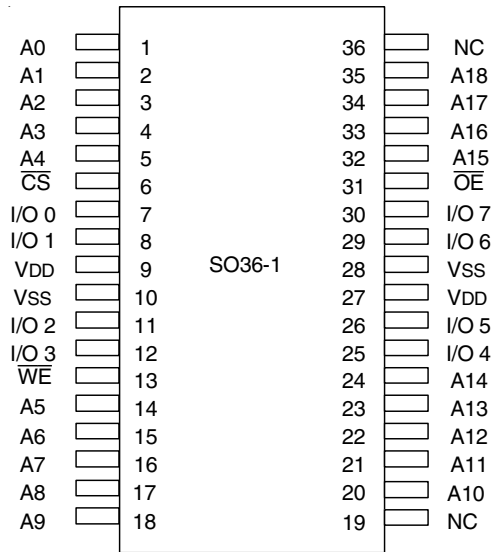 A0 1 36 NC
A1 2 35 A18
A2 3 34 A17
A3 4 33 A16
A4 5 32 A15
C̅S̅ 6 31 O̅E̅
I/O 0 7 30 I/O 7
I/O 1 8 29 I/O 6
VDD 9 SO36-1 28 VSS
VSS 10 27 VDD
I/O 2 11 26 I/O 5
I/O 3 12 25 I/O 4
W̅E̅ 13 24 A14
A5 14 23 A13
A6 15 22 A12
A7 16 21 A11
A8 17 20 A10
A9 18 19 NC